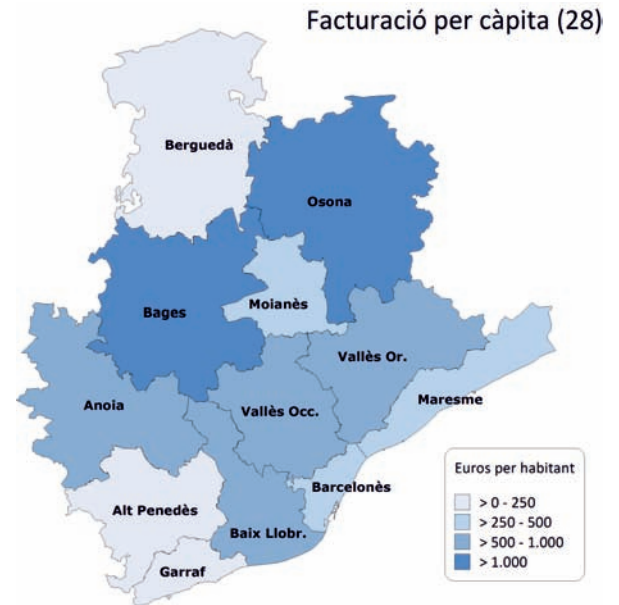 Facturació per càpita (28)
Berguedà
Osona
Bages
Moianès
Vallès Or.
Anoia
Vallès Occ.
Maresme
Barcelonès
Alt Penedès
Baix Llobr.
Garraf
Euros per habitant
> 0 - 250
> 250 - 500
> 500 - 1.000
> 1.000